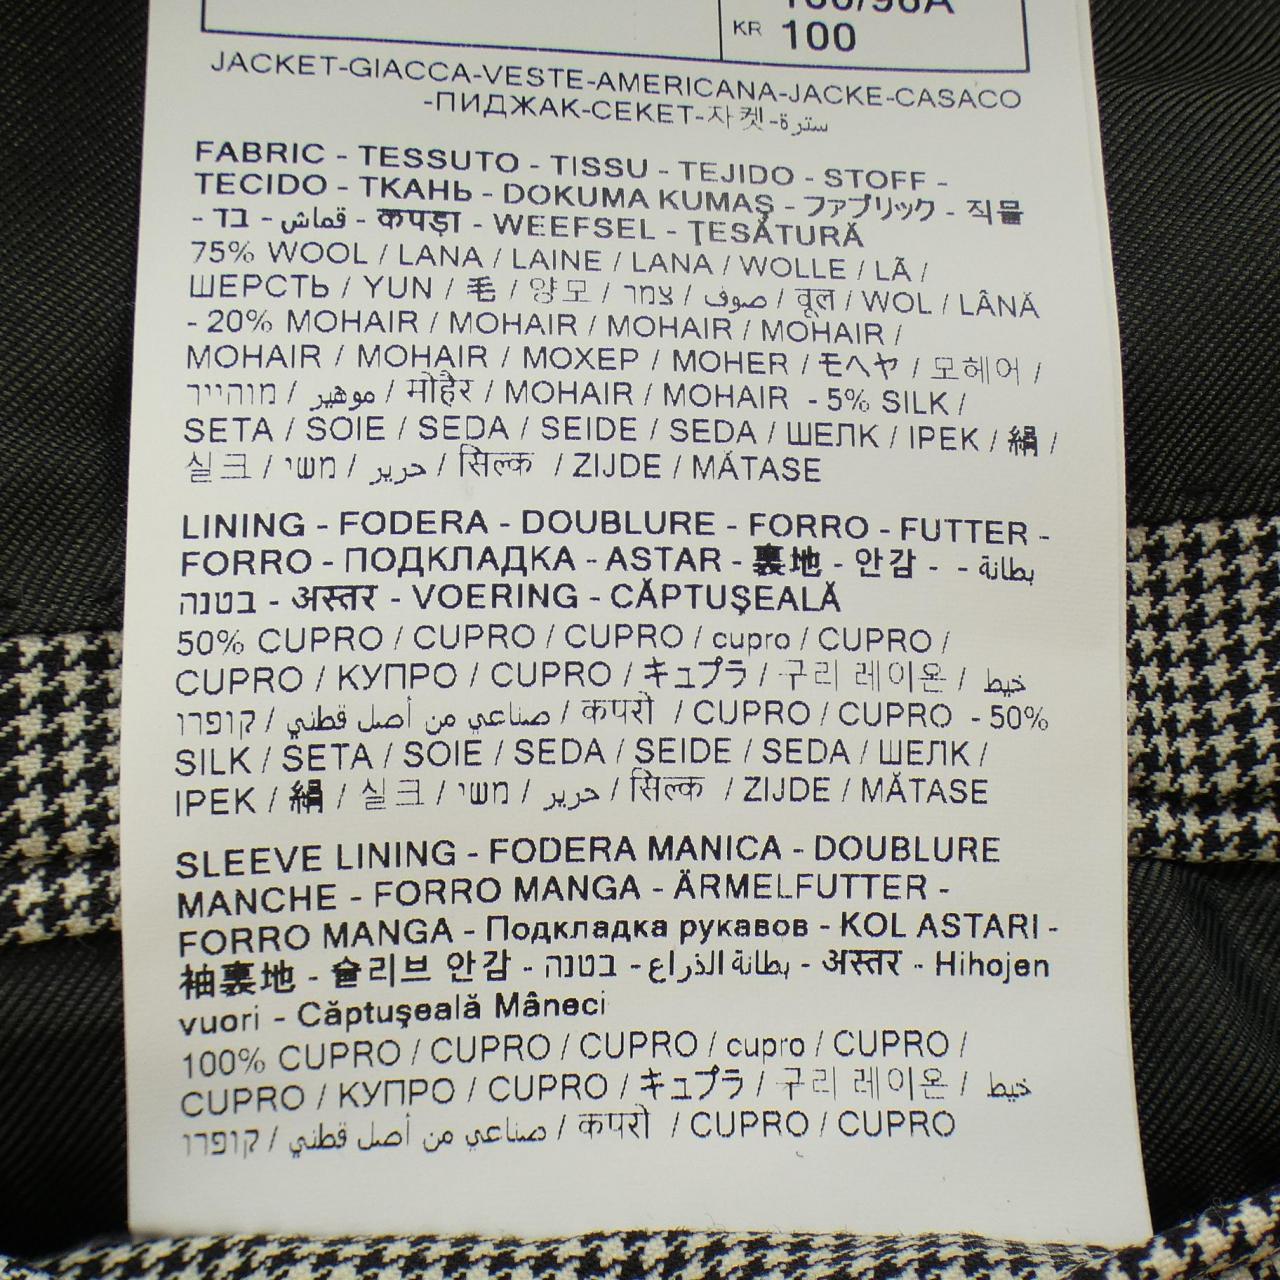 KR 100
JACKET-GIACCA-VESTE-AMERICANA-JACKE-CASACO
-ПИДЖАК-CEKET-자켓-سترة
FABRIC - TESSUTO - TISSU - TEJIDO - STOFF -
TECIDO - ТКАНЬ - DOKUMA KUMAŞ - ファブリック - 직물
- בד - قماش - कपड़ा - WEEFSEL - ŢESĂTURĂ
75% WOOL / LANA / LAINE / LANA / WOLLE / LÃ /
ШЕРСТЬ / YUN / 毛 / 양모 / צמר / صوف / वूल / WOL / LÂNĂ
- 20% MOHAIR / MOHAIR / MOHAIR / MOHAIR /
MOHAIR / MOHAIR / МОХЕР / MOHER / モヘヤ / 모헤어 /
מוהייר / موهير / मोहैर / MOHAIR / MOHAIR - 5% SILK /
SETA / SOIE / SEDA / SEIDE / SEDA / ШЕЛК / IPEK / 絹 /
실크 / משי / حرير / सिल्क / ZIJDE / MĂTASE
LINING - FODERA - DOUBLURE - FORRO - FUTTER -
FORRO - ПОДКЛАДКА - ASTAR - 裏地 - 안감 - - بطانة
בטנה - अस्तर - VOERING - CĂPTUŞEALĂ
50% CUPRO / CUPRO / CUPRO / cupro / CUPRO /
CUPRO / КУПРО / CUPRO / キュプラ / 구리 레이온 / خيط
קופרו / صناعي من أصل قطني / कपरो / CUPRO / CUPRO - 50%
SILK / SETA / SOIE / SEDA / SEIDE / SEDA / ШЕЛК /
IPEK / 絹 / 실크 / משי / حرير / सिल्क / ZIJDE / MĂTASE
SLEEVE LINING - FODERA MANICA - DOUBLURE
MANCHE - FORRO MANGA - ÄRMELFUTTER -
FORRO MANGA - Подкладка рукавов - KOL ASTARI -
袖裏地 - 슬리브 안감 - בטנה - بطانة الذراع - अस्तर - Hihojen
vuori - Căptuşeală Mâneci
100% CUPRO / CUPRO / CUPRO / cupro / CUPRO /
CUPRO / КУПРО / CUPRO / キュプラ / 구리 레이온 / خيط
קופרו / صناعي من أصل قطني / कपरो / CUPRO / CUPRO